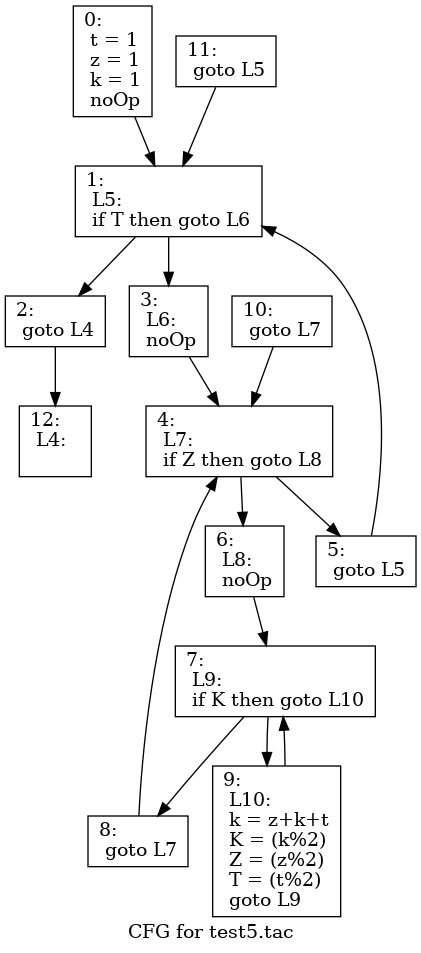 0:
t = 1
z = 1
k = 1
noOp
11:
goto L5
1:
L5:
if T then goto L6
2:
goto L4
3:
L6:
noOp
10:
goto L7
12:
L4:
4:
L7:
if Z then goto L8
6:
L8:
noOp
5:
goto L5
7:
L9:
if K then goto L10
8:
goto L7
9:
L10:
k = z+k+t
K = (k%2)
Z = (z%2)
T = (t%2)
goto L9
CFG for test5.tac